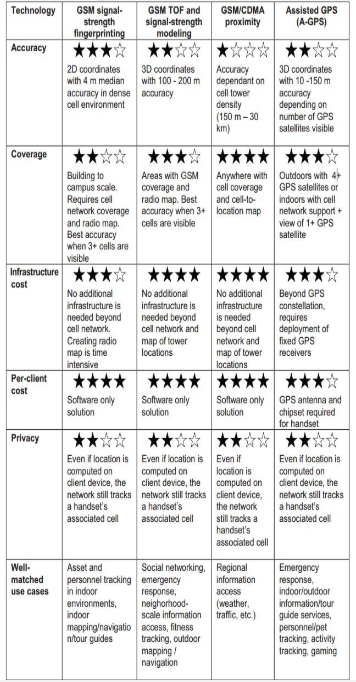 Technology
GSM signal-
strength
fingerprinting
GSM TOF and
signal-strength
modeling
GSM/CDMA
proximity
Assisted GPS
(A-GPS)
Accuracy
★★★☆
2D coordinates
with 4 m median
accuracy in dense
cell environment
★★☆☆
3D coordinates
with 100 - 200 m
accuracy
★☆☆☆
Accuracy
dependant on
cell tower
density
(150 m – 30
km)
★★☆☆
3D coordinates
with 10 -150 m
accuracy
depending on
number of GPS
satellites visible
Coverage
★★☆☆
Building to
campus scale.
Requires cell
network coverage
and radio map.
Best accuracy
when 3+ cells are
visible
★★★☆
Areas with GSM
coverage and
radio map. Best
accuracy when 3+
cells are visible
★★★★
Anywhere with
cell coverage
and cell-to-
location map
★★★☆
Outdoors with 4+
GPS satellites or
indoors with cell
network support +
view of 1+ GPS
satellite
Infrastructure
cost
★★★☆
No additional
infrastructure is
needed beyond
cell network.
Creating radio
map is time
intensive
★★★★
No additional
infrastructure is
needed beyond
cell network and
map of tower
locations
★★★★
No additional
infrastructure
is needed
beyond cell
network and
map of tower
locations
★★★☆
Beyond GPS
constellation,
requires
deployment of
fixed GPS
receivers
Per-client
cost
★★★★
Software only
solution
★★★★
Software only
solution
★★★★
Software only
solution
★★★☆
GPS antenna and
chipset required
for handset
Privacy
★★☆☆
Even if location is
computed on
client device, the
network still tracks
a handset's
associated cell
★★☆☆
Even if location is
computed on
client device, the
network still tracks
a handset's
associated cell
★★☆☆
Even if
location is
computed on
client device,
the network
still tracks a
handset's
associated cell
★★☆☆
Even if location is
computed on
client device, the
network still tracks
a handset's
associated cell
Well-
matched
use cases
Asset and
personnel tracking
in indoor
environments,
indoor
mapping/navigatio
n/tour guides
Social networking,
emergency
response,
neighorhood-
scale information
access, fitness
tracking, outdoor
mapping /
navigation
Regional
information
access
(weather,
traffic, etc.)
Emergency
response,
indoor/outdoor
information/tour
guide services,
personnel/pet
tracking, activity
tracking, gaming